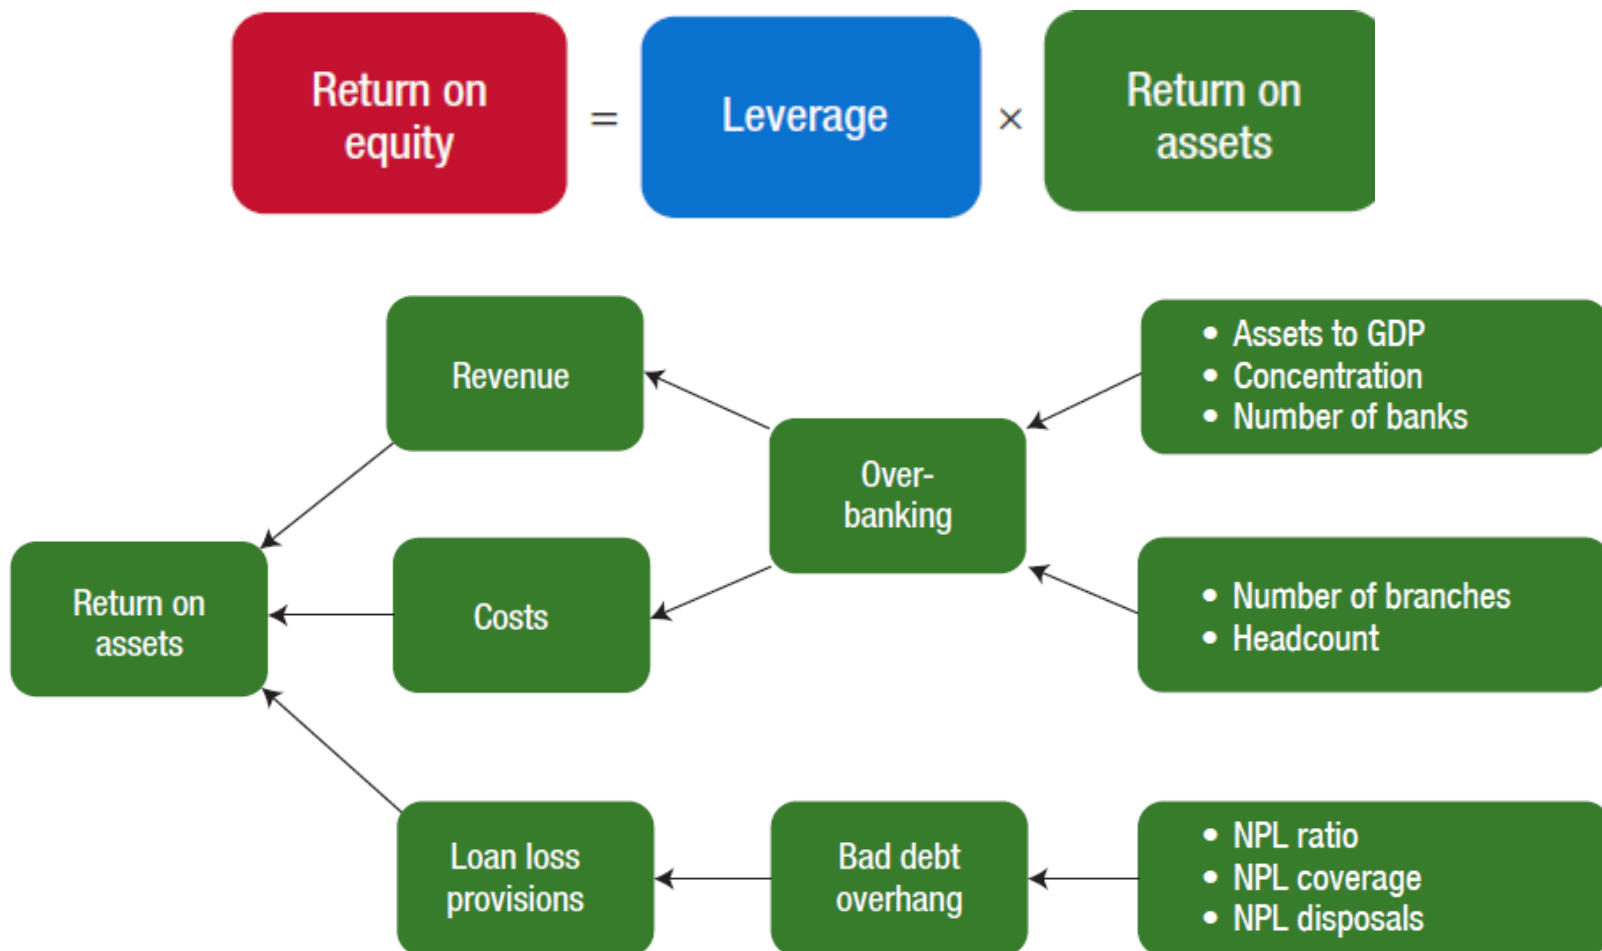 Return on
equity
=
Leverage
×
Return on
assets
Revenue
• Assets to GDP
• Concentration
• Number of banks
Over-
banking
Return on
assets
Costs
• Number of branches
• Headcount
Loan loss
provisions
Bad debt
overhang
• NPL ratio
• NPL coverage
• NPL disposals